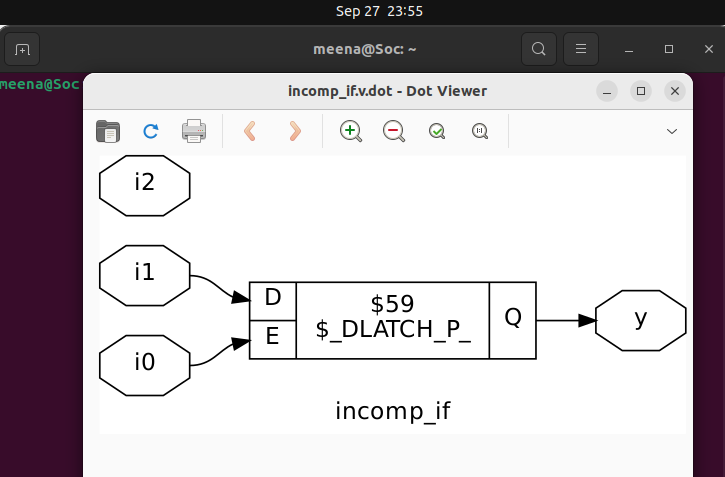 Sep 27 23:55
meena@Soc: ~
meena@Soc
incomp_if.v.dot - Dot Viewer
i2
i1
D
$59
Q
y
$_DLATCH_P_
E
i0
incomp_if